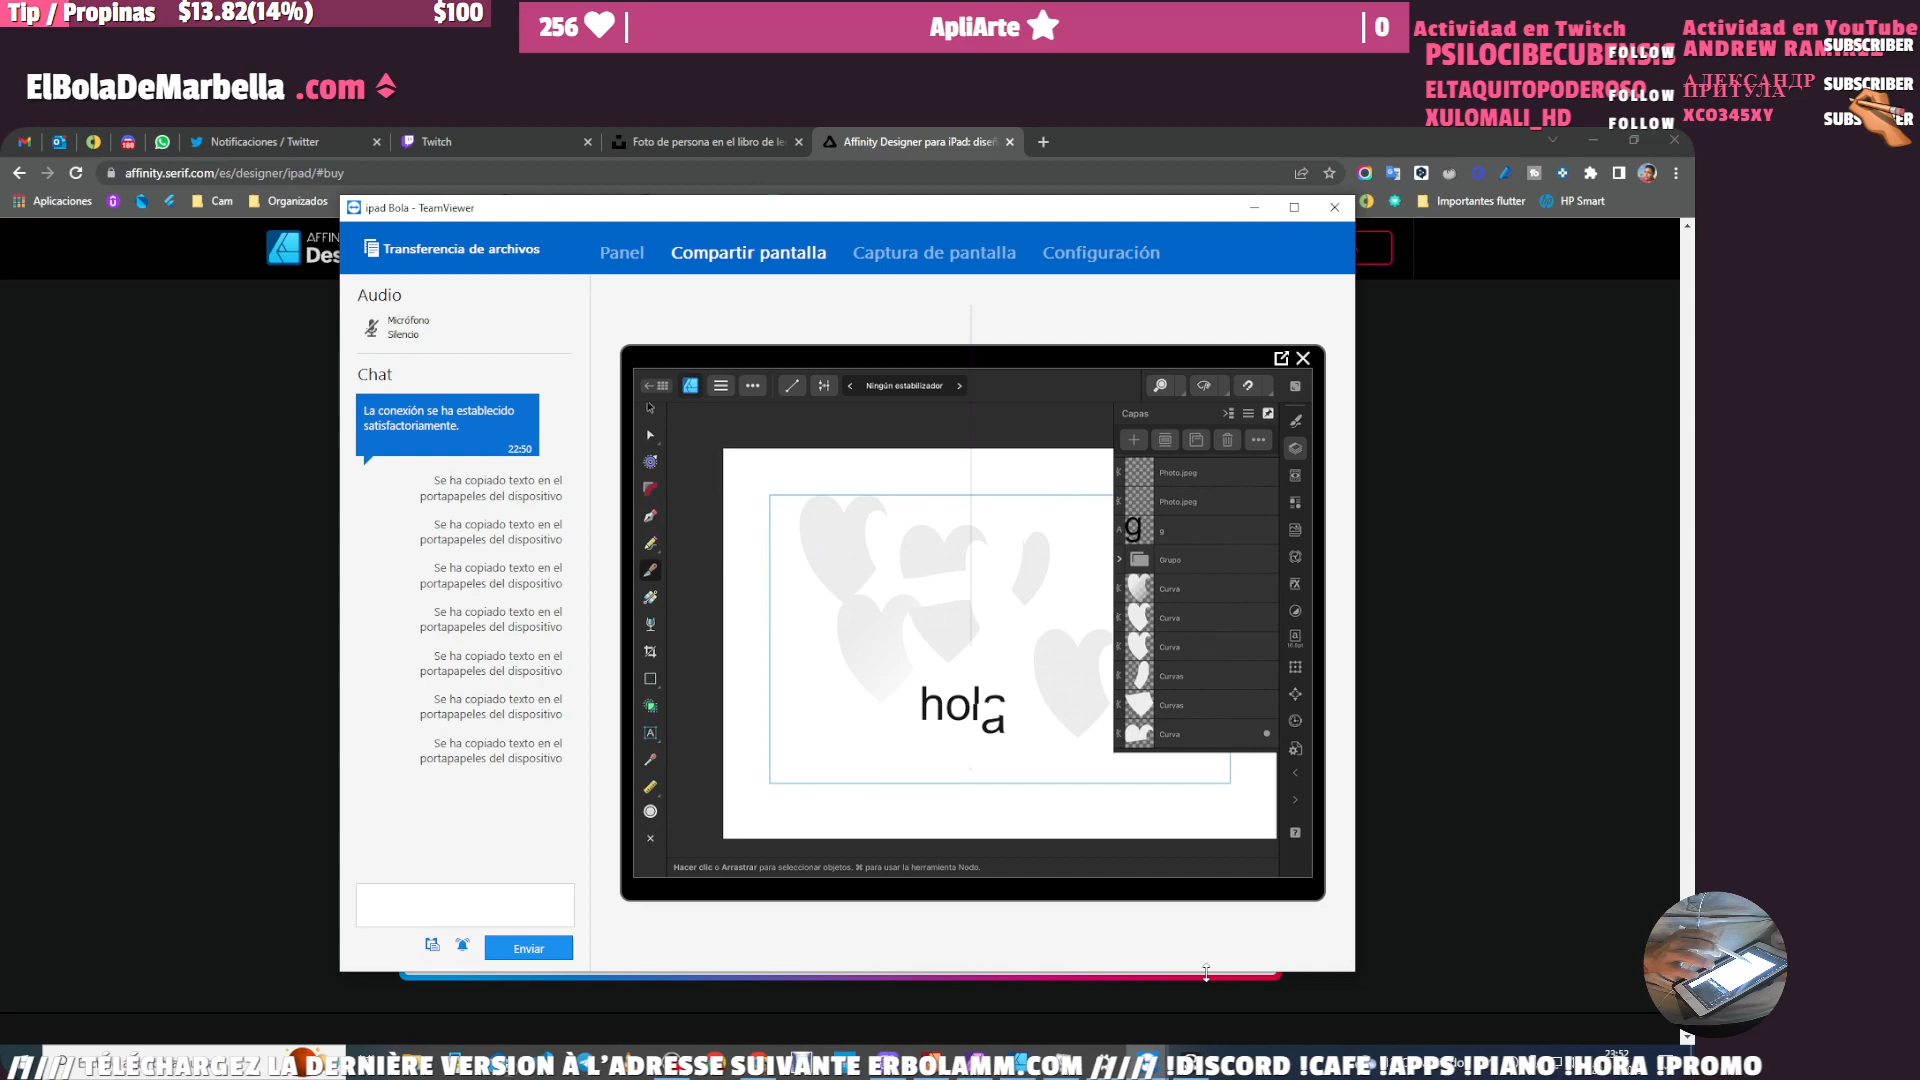 Tip / Propinas $13.82(14%) $100
256 ApliArte 0
Actividad en Twitch
PSILOCIBECUBENSIS FOLLOW
ELTAQUITOPODEROSO FOLLOW
XULOMALI_HD FOLLOW
Actividad en YouTube
SUBSCRIBER
АЛЕКСАНДР ПРИТУЛА SUBSCRIBER
XCO345XY
ElBolaDeMarbella .com
Notificaciones / Twitter
Twitch
Foto de persona en el libro de le
Affinity Designer para iPad: diseñ
affinity.serif.com/es/designer/ipad/#buy
Aplicaciones
Cam
Organizados
Importantes flutter
HP Smart
ipad Bola - TeamViewer
AFFIN
Des
Transferencia de archivos
Panel
Compartir pantalla
Captura de pantalla
Configuración
Audio
Micrófono
Silencio
Chat
La conexión se ha establecido
satisfactoriamente.
22:50
Se ha copiado texto en el
portapapeles del dispositivo
Se ha copiado texto en el
portapapeles del dispositivo
Se ha copiado texto en el
portapapeles del dispositivo
Se ha copiado texto en el
portapapeles del dispositivo
Se ha copiado texto en el
portapapeles del dispositivo
Se ha copiado texto en el
portapapeles del dispositivo
Se ha copiado texto en el
portapapeles del dispositivo
Enviar
Ningún estabilizador
Capas
Photo.jpeg
Photo.jpeg
g g
Grupo
Curva
Curva
Curva
Curvas
Curvas
Curva
hola
Hacer clic o Arrastrar para seleccionar objetos. ⌘ para usar la herramienta Nodo.
23:52
TÉLÉCHARGEZ LA DERNIÈRE VERSION À L'ADRESSE SUIVANTE ERBOLAMM.COM /// !DISCORD !CAFE !APPS !PIANO !HORA !PROMO